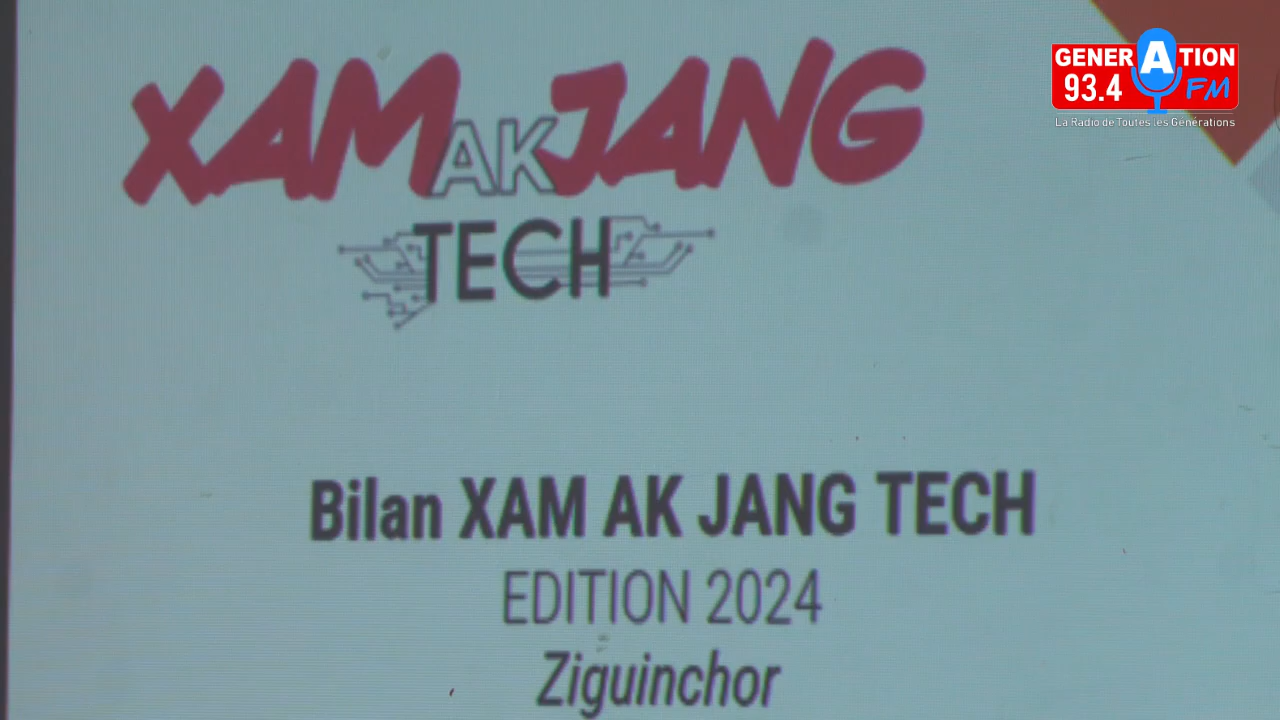 XAM AK JANG
TECH
GENERATION
93.4 FM
La Radio de Toutes les Générations
Bilan XAM AK JANG TECH
EDITION 2024
Ziguinchor